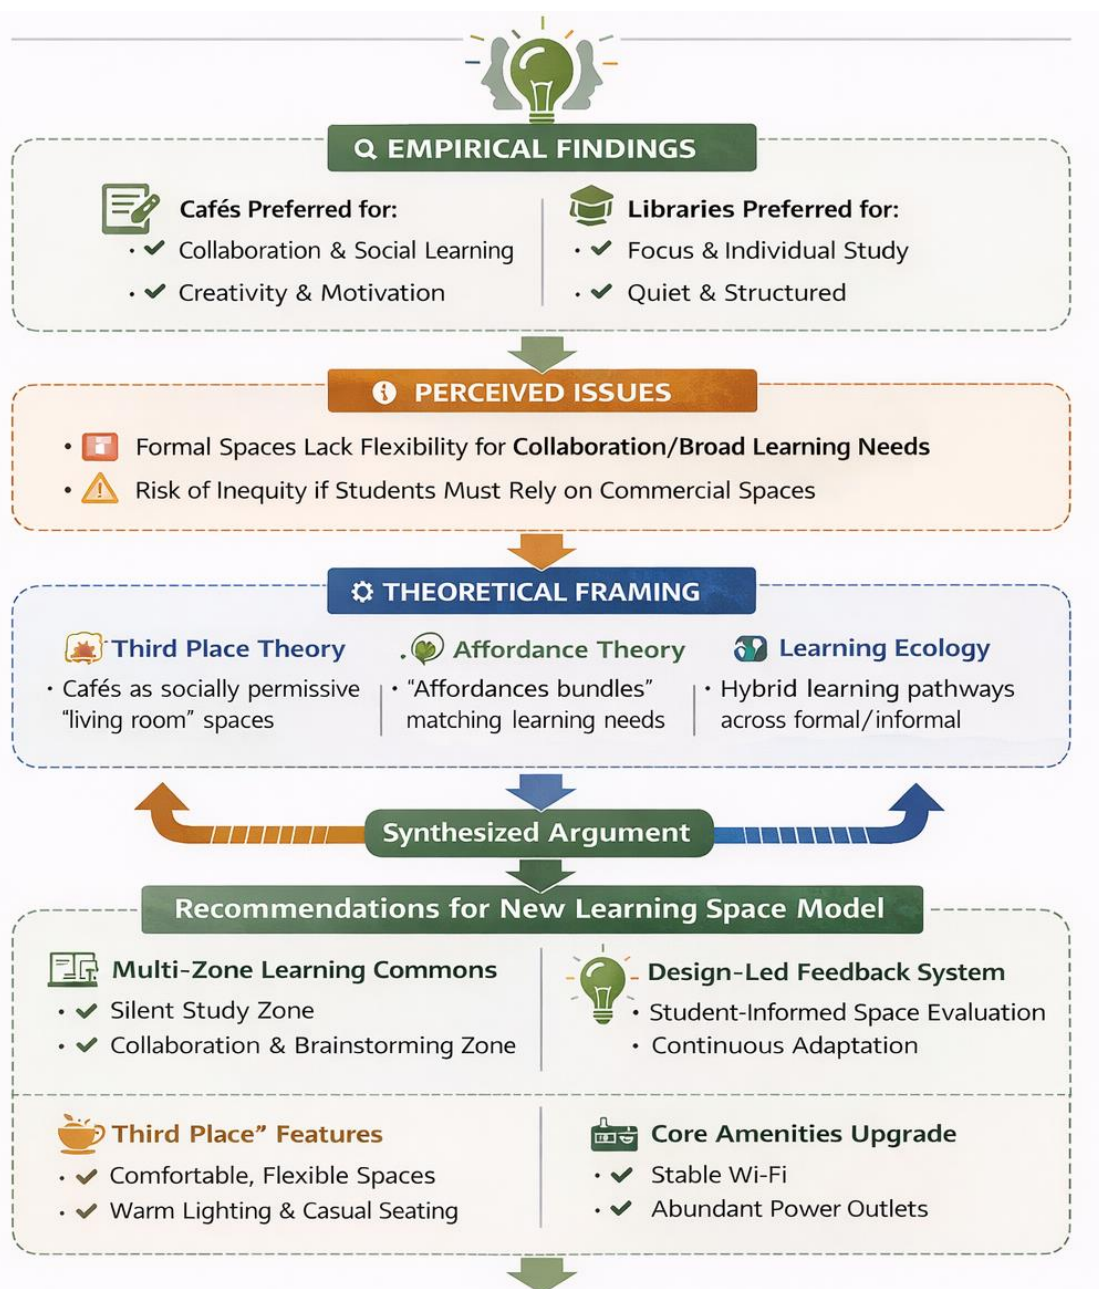 EMPIRICAL FINDINGS
Cafés Preferred for:
• ✔ Collaboration & Social Learning
• ✔ Creativity & Motivation
Libraries Preferred for:
• ✔ Focus & Individual Study
• ✔ Quiet & Structured
PERCEIVED ISSUES
• Formal Spaces Lack Flexibility for Collaboration/Broad Learning Needs
• Risk of Inequity if Students Must Rely on Commercial Spaces
THEORETICAL FRAMING
Third Place Theory
• Cafés as socially permissive
“living room” spaces
Affordance Theory
• “Affordances bundles”
matching learning needs
Learning Ecology
• Hybrid learning pathways
across formal/informal
Synthesized Argument
Recommendations for New Learning Space Model
Multi-Zone Learning Commons
• ✔ Silent Study Zone
• ✔ Collaboration & Brainstorming Zone
Design-Led Feedback System
• Student-Informed Space Evaluation
• Continuous Adaptation
Third Place” Features
• ✔ Comfortable, Flexible Spaces
• ✔ Warm Lighting & Casual Seating
Core Amenities Upgrade
• ✔ Stable Wi-Fi
• ✔ Abundant Power Outlets